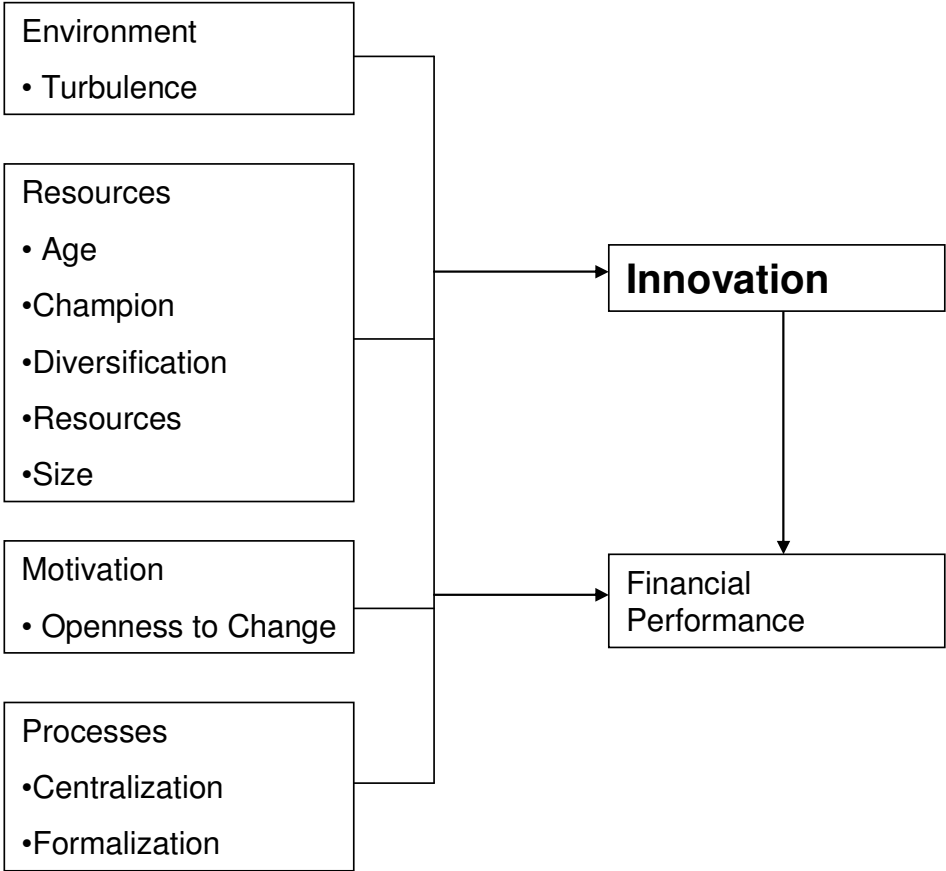 Environment
• Turbulence
Resources
• Age
•Champion
•Diversification
•Resources
•Size
Motivation
• Openness to Change
Processes
•Centralization
•Formalization
Innovation
Financial
Performance